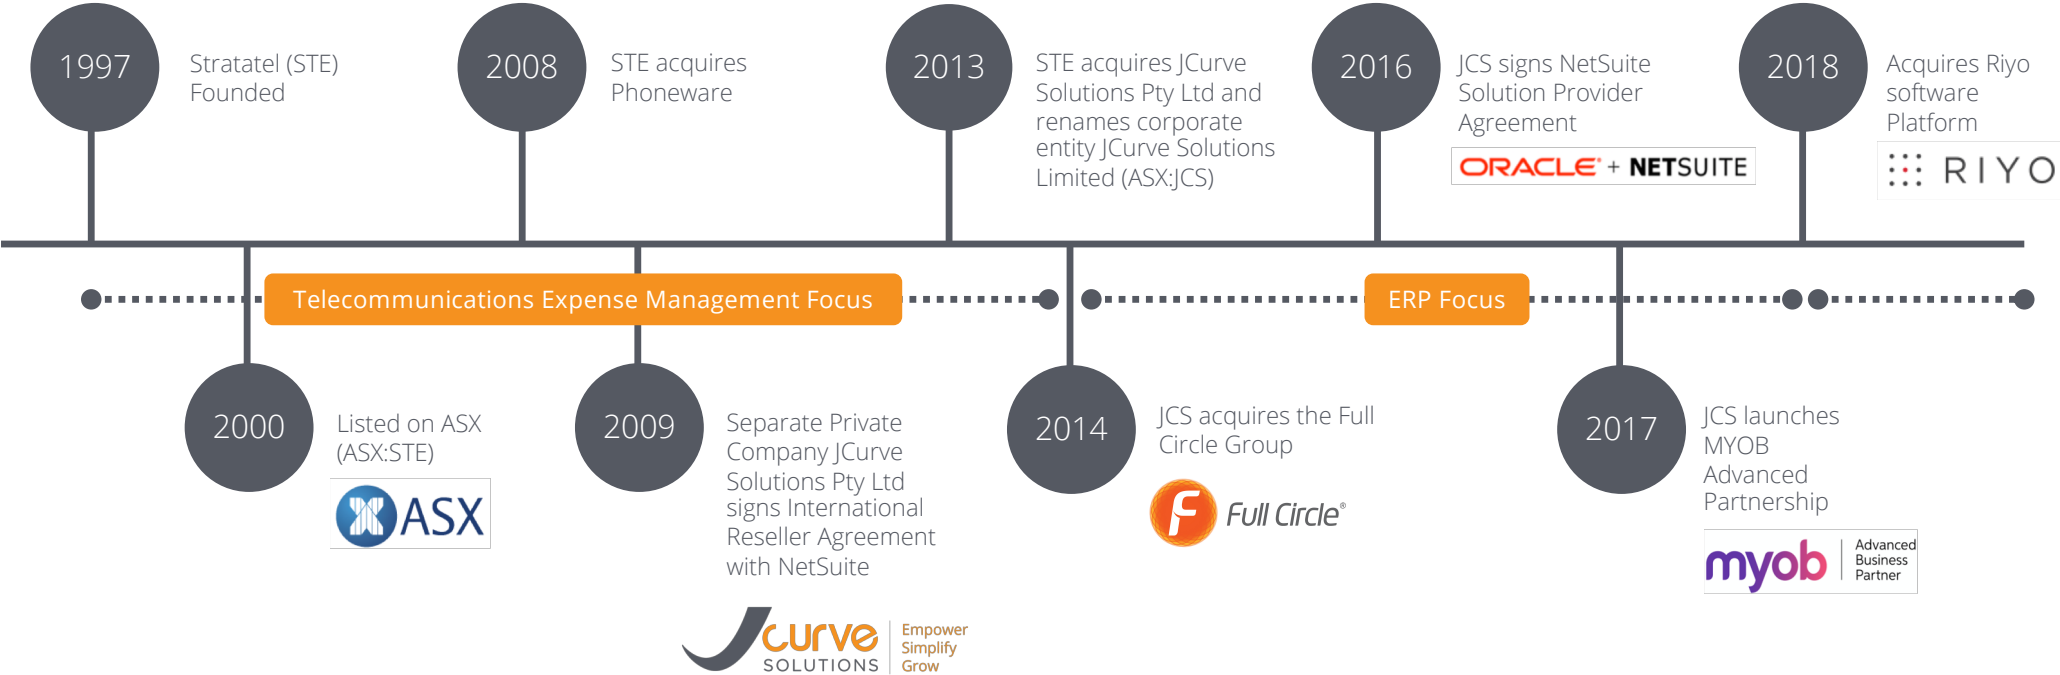 1997
Stratatel (STE)
Founded
2008
STE acquires
Phoneware
2013
STE acquires JCurve
Solutions Pty Ltd and
renames corporate
entity JCurve Solutions
Limited (ASX:JCS)
2016
JCS signs NetSuite
Solution Provider
Agreement
ORACLE® + NETSUITE
2018
Acquires Riyo
software
Platform
RIYO
Telecommunications Expense Management Focus
ERP Focus
2000
Listed on ASX
(ASX:STE)
ASX
2009
Separate Private
Company JCurve
Solutions Pty Ltd
signs International
Reseller Agreement
with NetSuite
Jcurve
SOLUTIONS
Empower
Simplify
Grow
2014
JCS acquires the Full
Circle Group
F
Full Circle®
2017
JCS launches
MYOB
Advanced
Partnership
myob
Advanced
Business
Partner